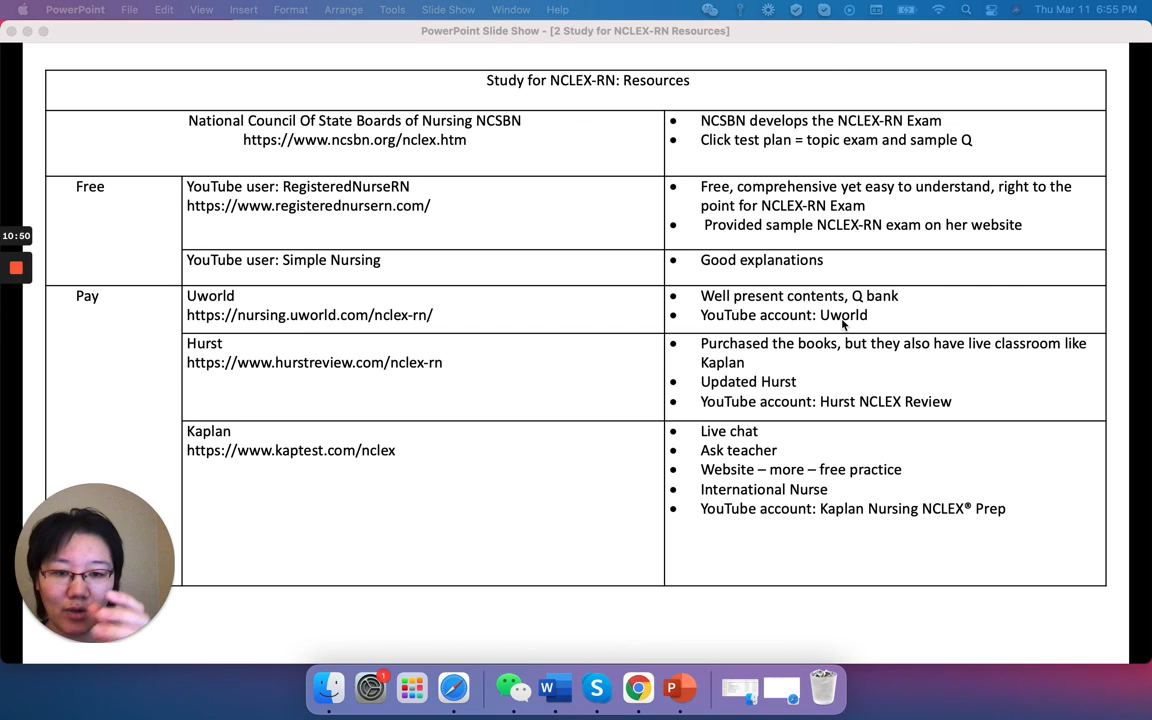 PowerPoint File Edit View Insert Format Arrange Tools Slide Show Window Help Thu Mar 11 6:55 PM
PowerPoint Slide Show - [2 Study for NCLEX-RN Resources]
Study for NCLEX-RN: Resources
National Council Of State Boards of Nursing NCSBN
https://www.ncsbn.org/nclex.htm
• NCSBN develops the NCLEX-RN Exam
• Click test plan = topic exam and sample Q
Free
YouTube user: RegisteredNurseRN
https://www.registerednursern.com/
• Free, comprehensive yet easy to understand, right to the
point for NCLEX-RN Exam
• Provided sample NCLEX-RN exam on her website
10:50
YouTube user: Simple Nursing
• Good explanations
Pay
Uworld
https://nursing.uworld.com/nclex-rn/
• Well present contents, Q bank
• YouTube account: Uworld
Hurst
https://www.hurstreview.com/nclex-rn
• Purchased the books, but they also have live classroom like
Kaplan
• Updated Hurst
• YouTube account: Hurst NCLEX Review
Kaplan
https://www.kaptest.com/nclex
• Live chat
• Ask teacher
• Website – more – free practice
• International Nurse
• YouTube account: Kaplan Nursing NCLEX® Prep
1
W
S
P